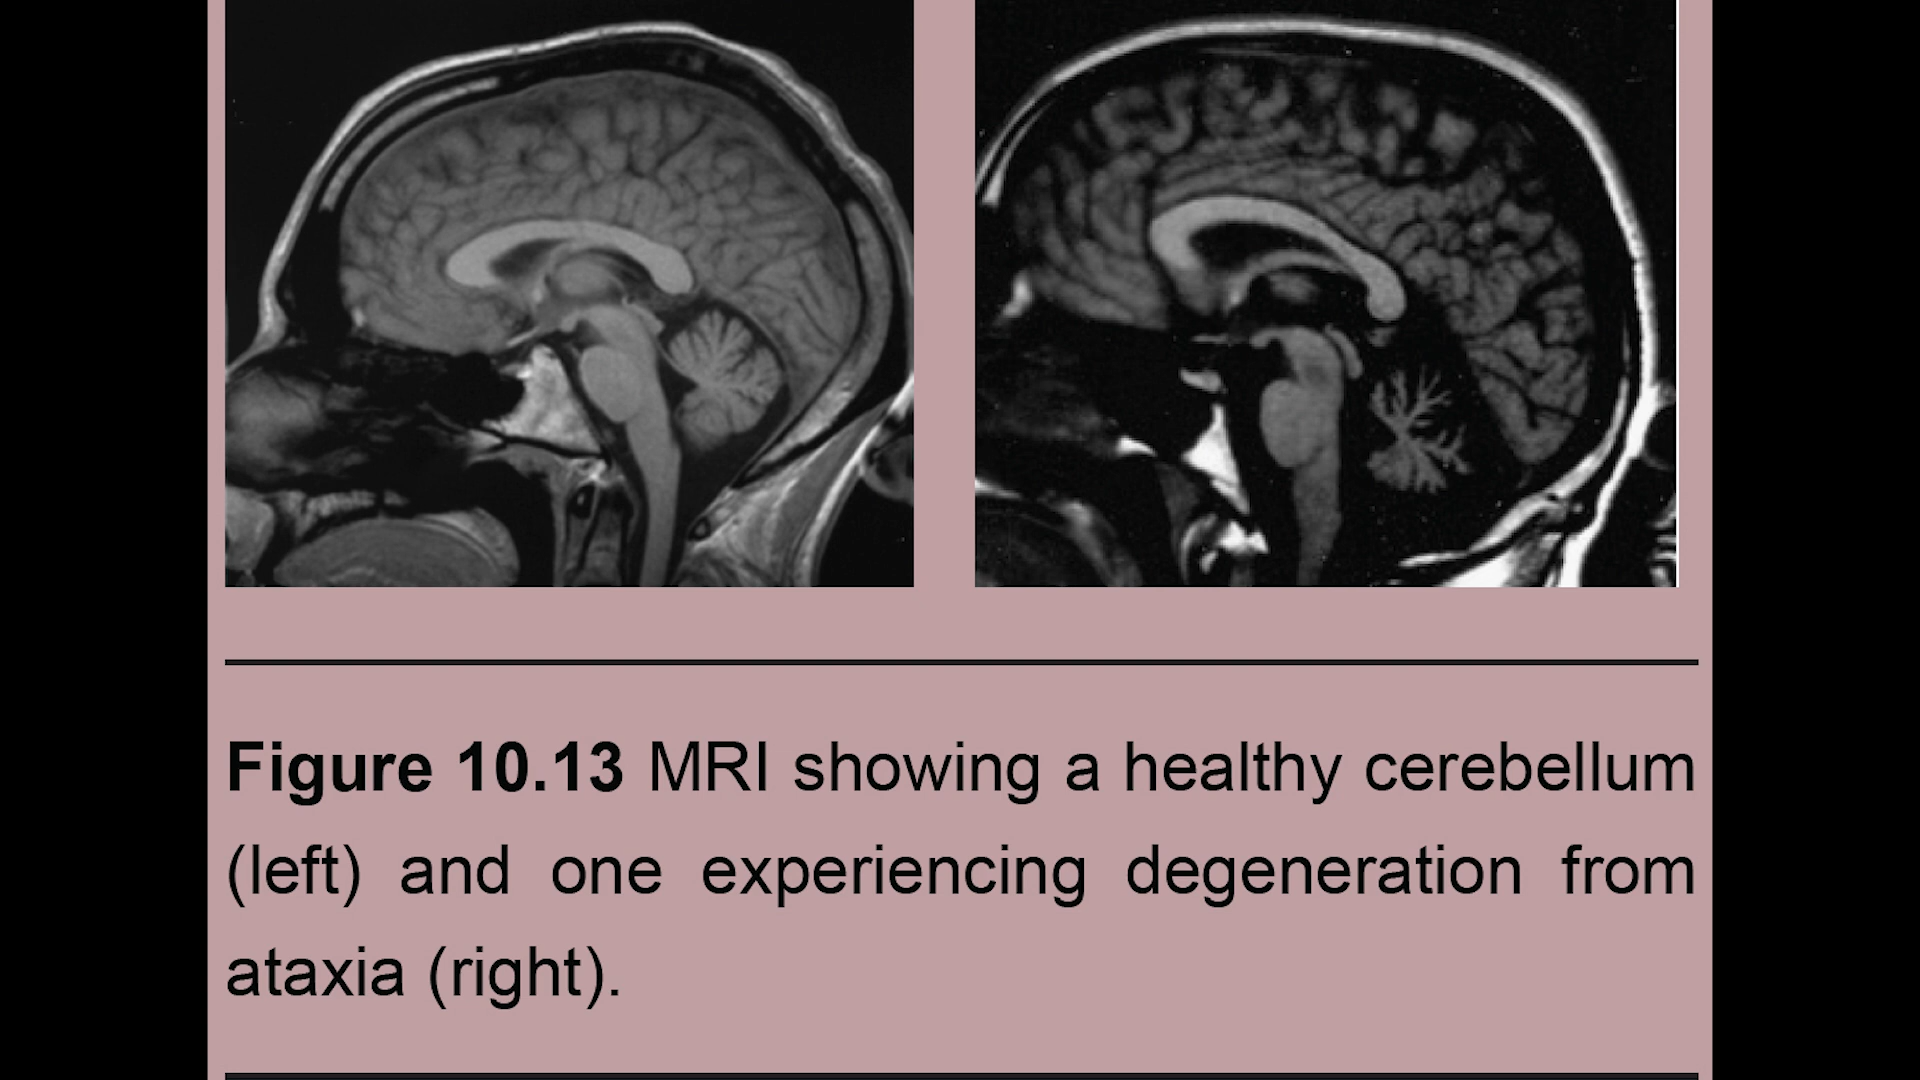 Figure 10.13 MRI showing a healthy cerebellum
(left) and one experiencing degeneration from
ataxia (right).